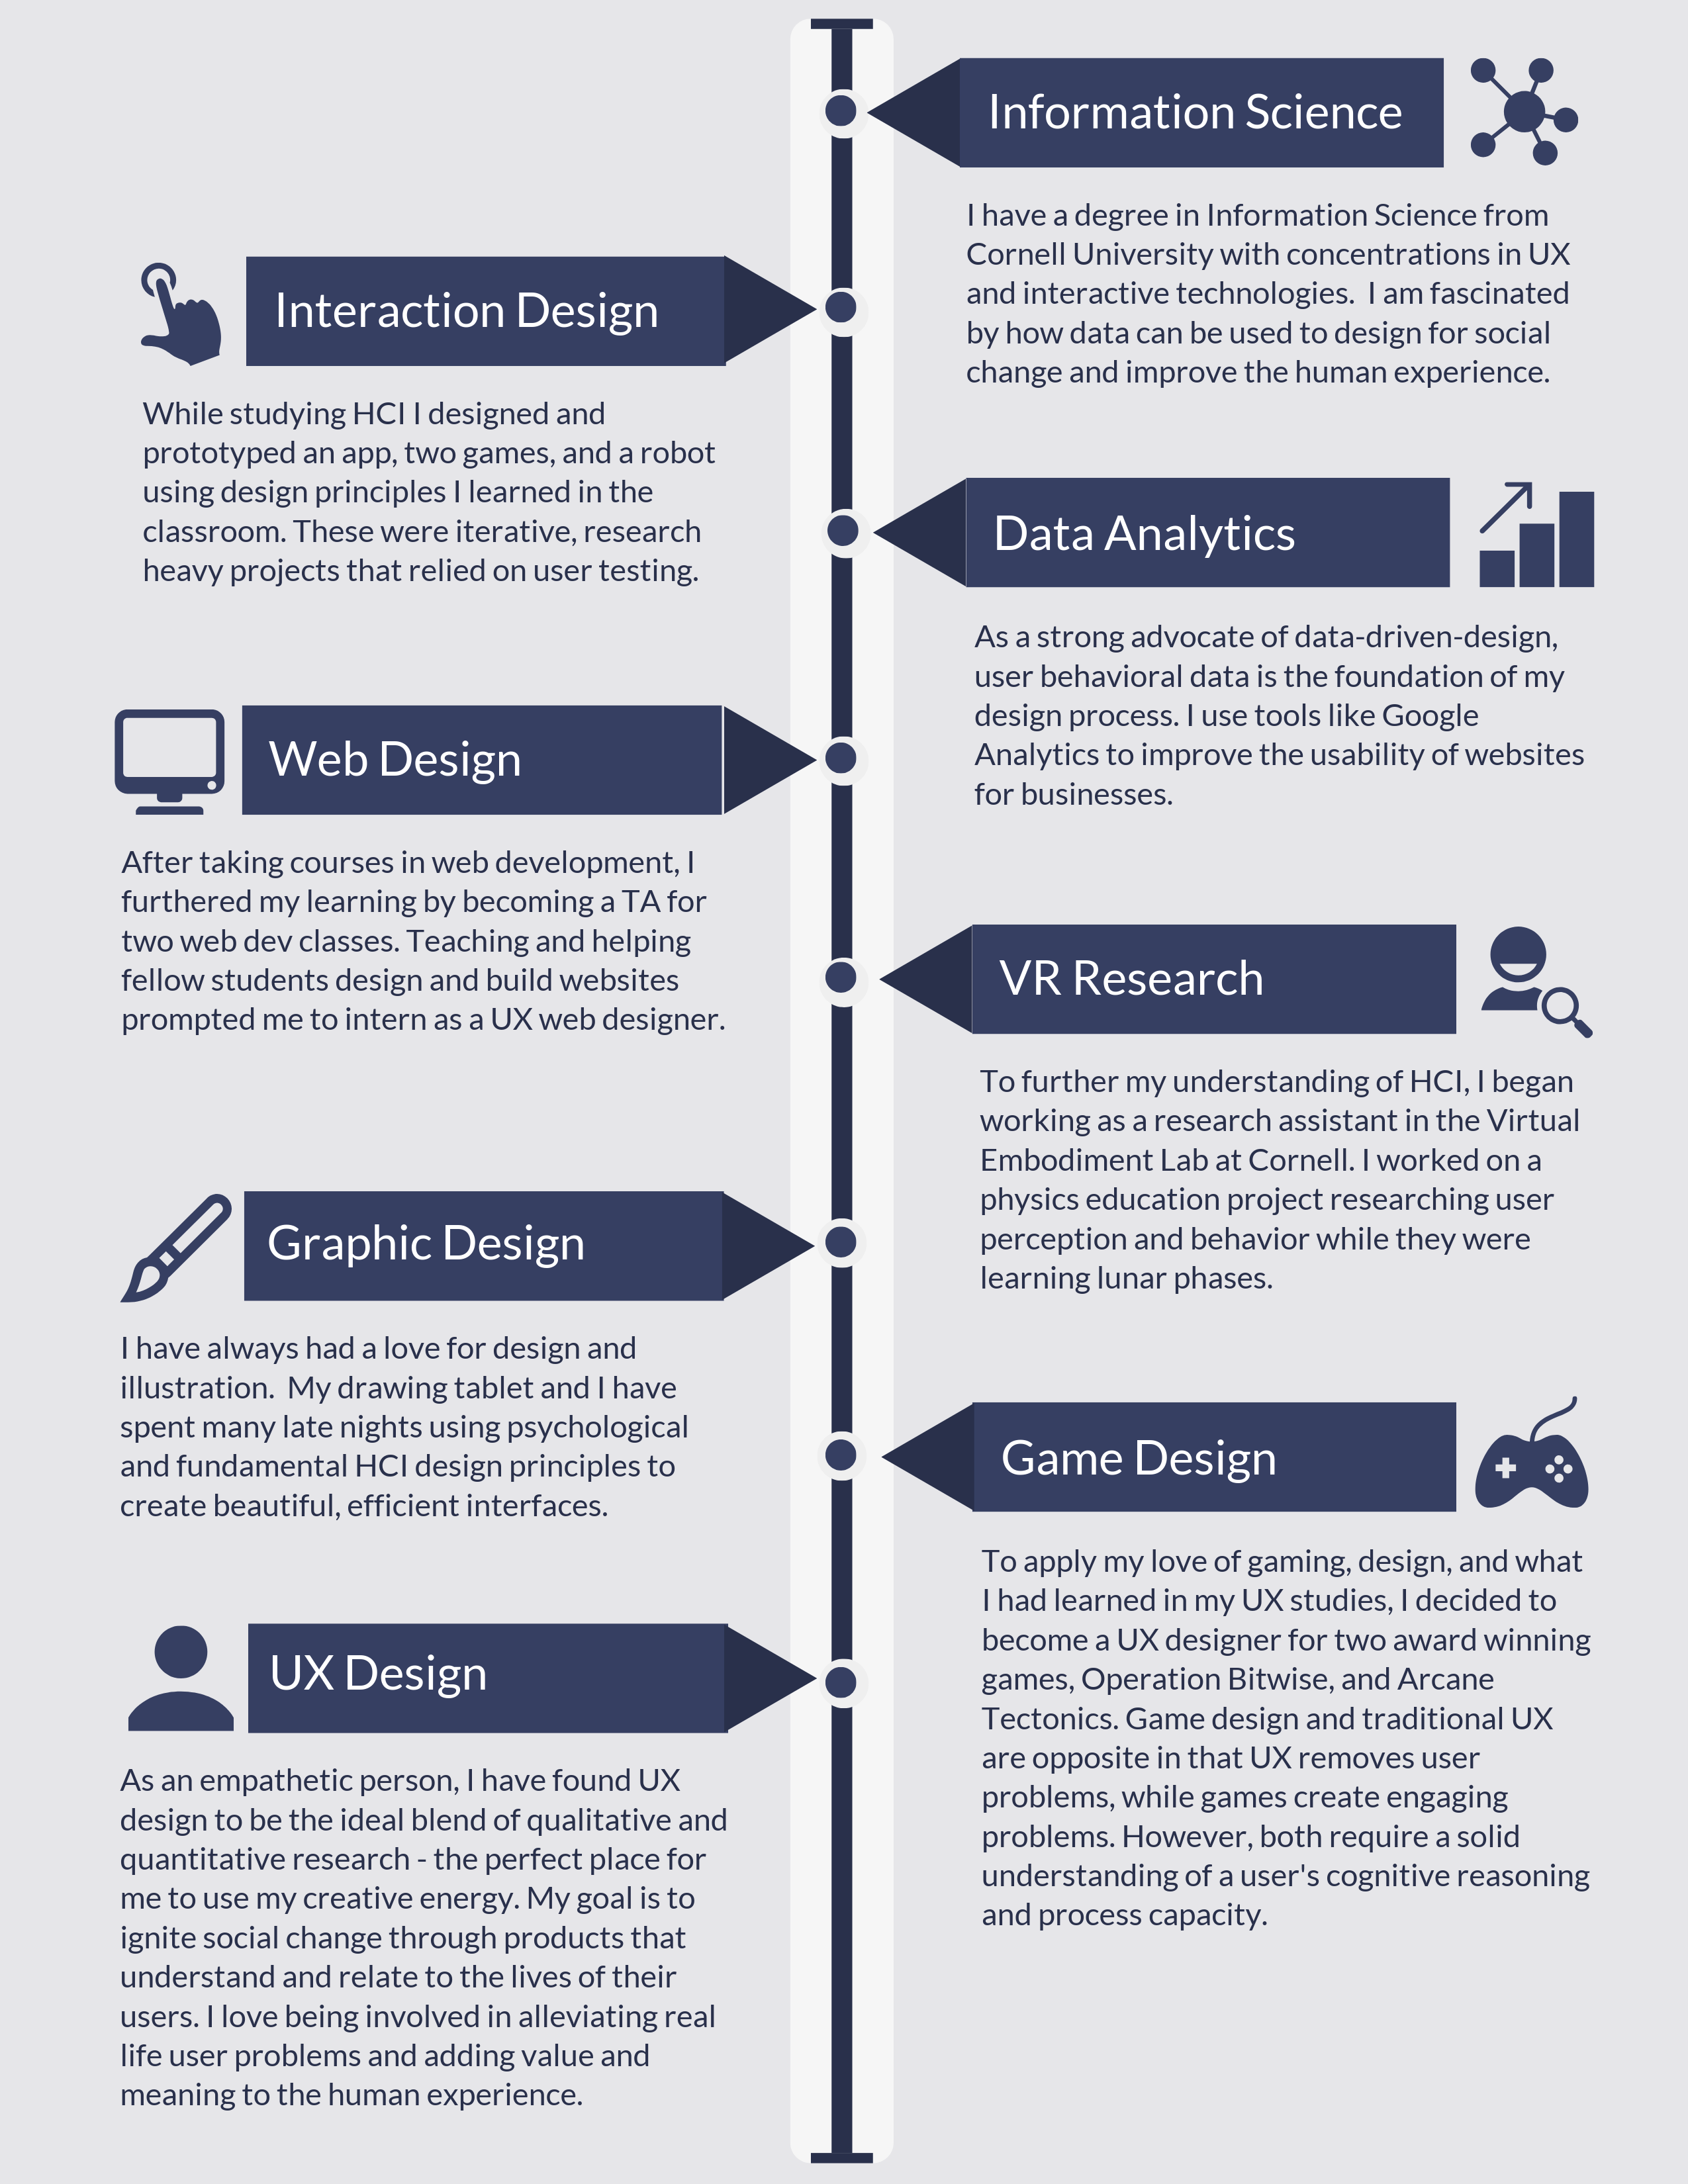 Information Science
I have a degree in Information Science from
Cornell University with concentrations in UX
and interactive technologies.  I am fascinated
by how data can be used to design for social
change and improve the human experience.
Interaction Design
While studying HCI I designed and
prototyped an app, two games, and a robot
using design principles I learned in the
classroom. These were iterative, research
heavy projects that relied on user testing.
Data Analytics
As a strong advocate of data-driven-design,
user behavioral data is the foundation of my
design process. I use tools like Google
Analytics to improve the usability of websites
for businesses.
Web Design
After taking courses in web development, I
furthered my learning by becoming a TA for
two web dev classes. Teaching and helping
fellow students design and build websites
prompted me to intern as a UX web designer.
VR Research
To further my understanding of HCI, I began
working as a research assistant in the Virtual
Embodiment Lab at Cornell. I worked on a
physics education project researching user
perception and behavior while they were
learning lunar phases.
Graphic Design
I have always had a love for design and
illustration.  My drawing tablet and I have
spent many late nights using psychological
and fundamental HCI design principles to
create beautiful, efficient interfaces.
Game Design
To apply my love of gaming, design, and what
I had learned in my UX studies, I decided to
become a UX designer for two award winning
games, Operation Bitwise, and Arcane
Tectonics. Game design and traditional UX
are opposite in that UX removes user
problems, while games create engaging
problems. However, both require a solid
understanding of a user's cognitive reasoning
and process capacity.
UX Design
As an empathetic person, I have found UX
design to be the ideal blend of qualitative and
quantitative research - the perfect place for
me to use my creative energy. My goal is to
ignite social change through products that
understand and relate to the lives of their
users. I love being involved in alleviating real
life user problems and adding value and
meaning to the human experience.